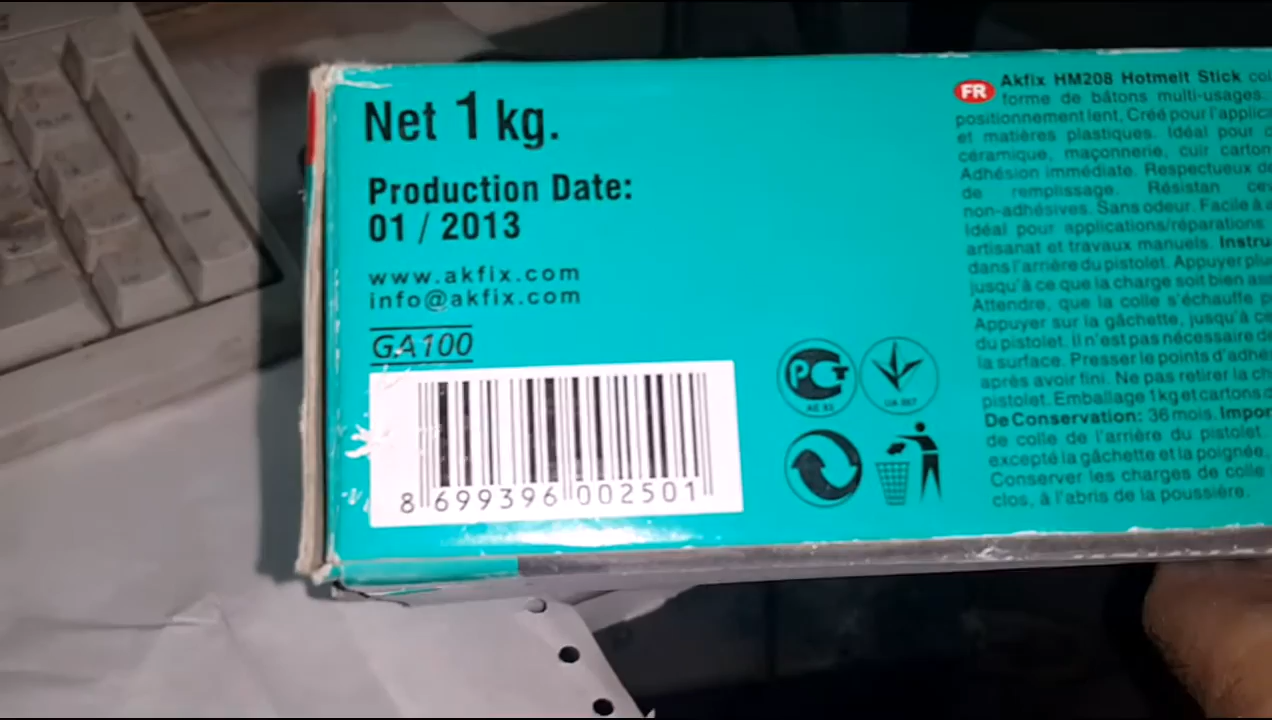 Net 1 kg.
Production Date:
01 / 2013
www.akfix.com
info@akfix.com
GA100
8 699396 002501
FR
Akfix HM208 Hotmelt Stick
forme de bâtons multi-usages.
positionnement lent. Créé pour l'applica
et matières plastiques. Idéal pour
céramique, maçonnerie, cuir carton
Adhésion immédiate. Respectueux
de remplissage. Résistan
non-adhésives. Sans odeur. Facile à
Idéal pour applications/réparations
artisanat et travaux manuels. Instru
dans l'arrière du pistolet. Appuyer plu
jusqu'à ce que la charge soit bien
Attendre, que la colle s'échauffe
Appuyer sur la gâchette, jusqu'à ce
du pistolet. Il n'est pas nécessaire de
la surface. Presser le points d'adhé
après avoir fini. Ne pas retirer la ch
pistolet. Emballage 1 kg et cartons
De Conservation: 36 mois. Impor
de colle de l'arrière du pistolet.
excepté la gâchette et la poignée.
Conserver les charges de colle
clos, à l'abris de la poussière.